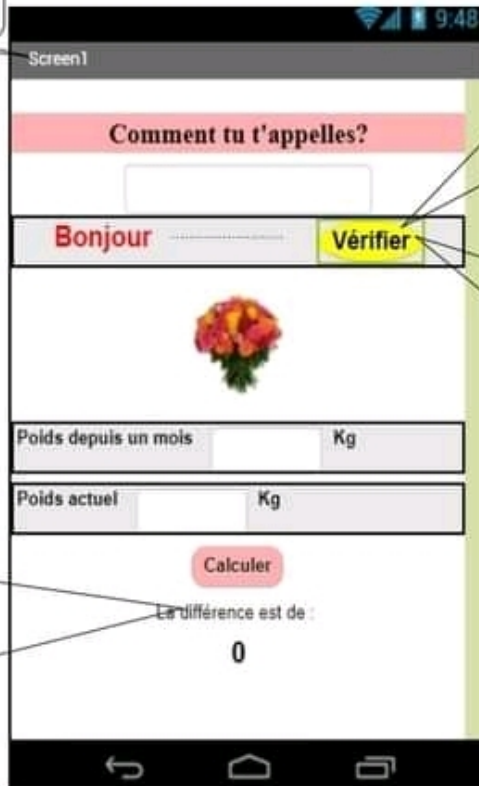 9:48
Screen1
Comment tu t'appelles?
Bonjour ........................ Vérifier
Poids depuis un mois Kg
Poids actuel Kg
Calculer
La différence est de :
0